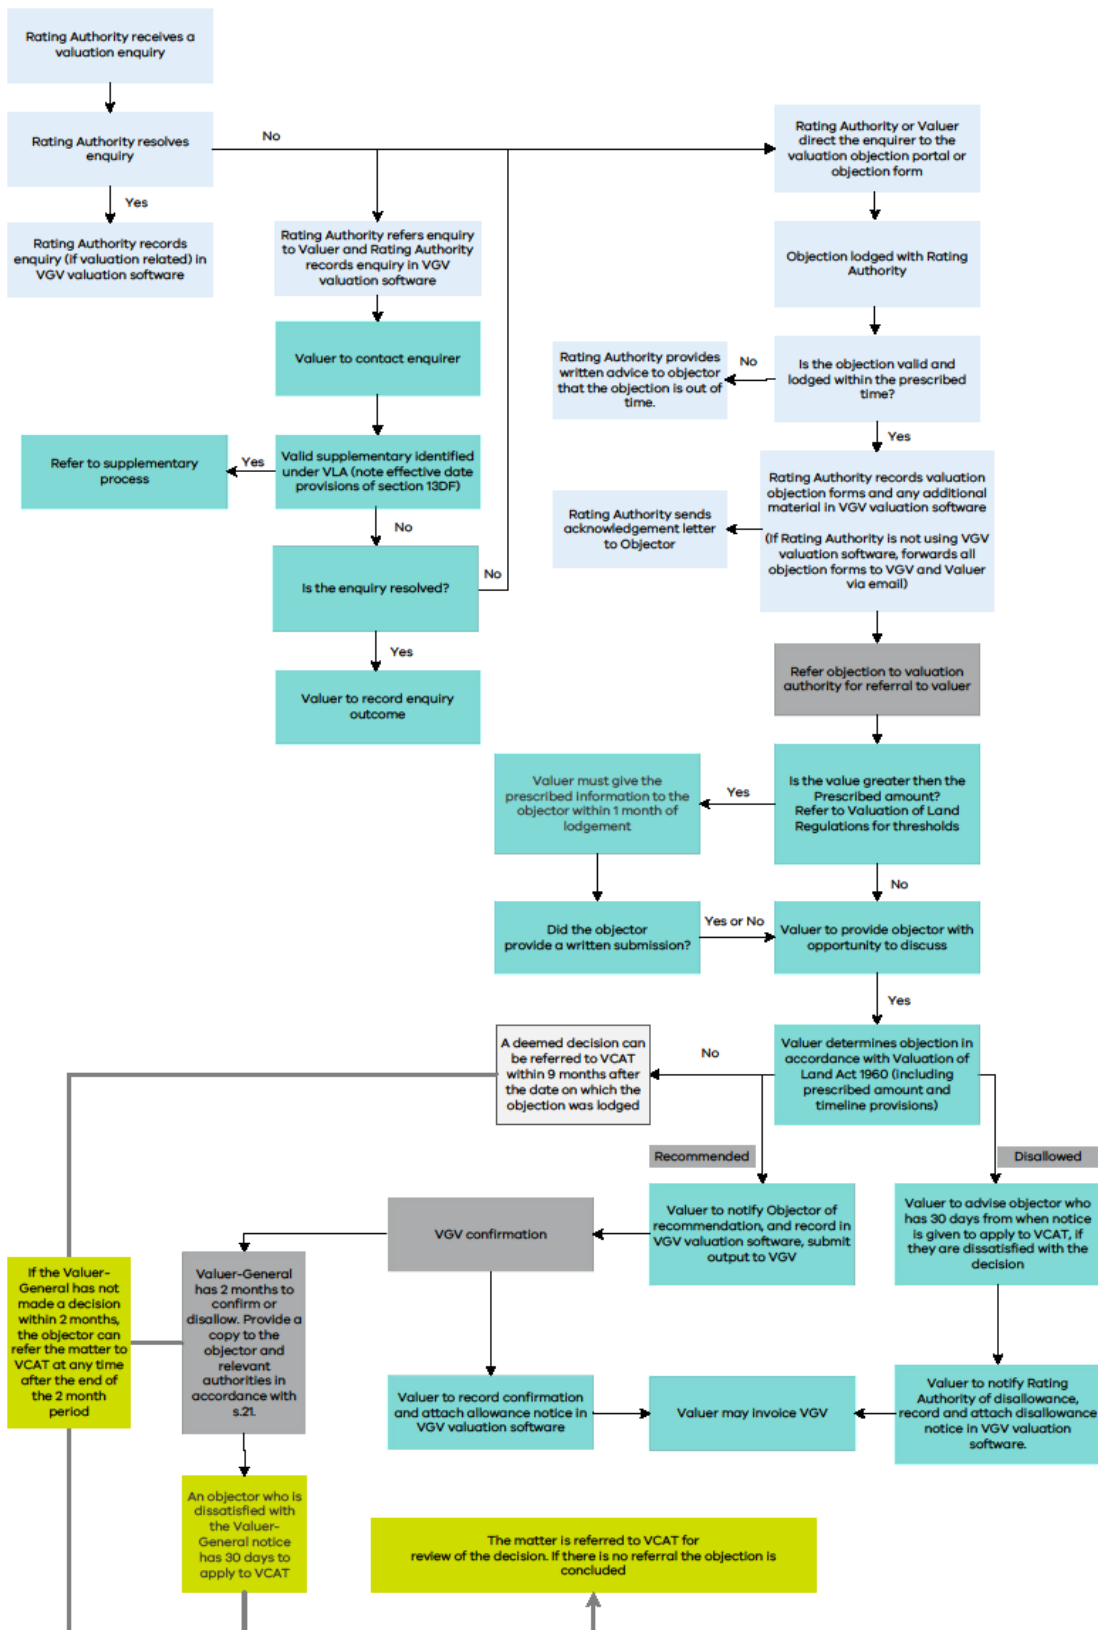 Rating Authority receives a
valuation enquiry
Rating Authority resolves
enquiry
No
Rating Authority or Valuer
direct the enquirer to the
valuation objection portal or
objection form
Yes
Rating Authority records
enquiry (if valuation related) in
VGV valuation software
Rating Authority refers enquiry
to Valuer and Rating Authority
records enquiry in VGV
valuation software
Objection lodged with Rating
Authority
Valuer to contact enquirer
Rating Authority provides
written advice to objector
that the objection is out of
time.
No
Is the objection valid and
lodged within the prescribed
time?
Yes
Refer to supplementary
process
Yes
Valid supplementary identified
under VLA (note effective date
provisions of section 13DF)
No
Rating Authority sends
acknowledgement letter
to Objector
Rating Authority records valuation
objection forms and any additional
material in VGV valuation software
(If Rating Authority is not using VGV
valuation software, forwards all
objection forms to VGV and Valuer
via email)
Is the enquiry resolved?
No
Yes
Valuer to record enquiry
outcome
Refer objection to valuation
authority for referral to valuer
Valuer must give the
prescribed information to the
objector within 1 month of
lodgement
Yes
Is the value greater then the
Prescribed amount?
Refer to Valuation of Land
Regulations for thresholds
No
Did the objector
provide a written submission?
Yes or No
Valuer to provide objector with
opportunity to discuss
Yes
A deemed decision can
be referred to VCAT
within 9 months after
the date on which the
objection was lodged
No
Valuer determines objection in
accordance with Valuation of
Land Act 1960 (including
prescribed amount and
timeline provisions)
Recommended
Disallowed
VGV confirmation
Valuer to notify Objector of
recommendation, and record in
VGV valuation software, submit
output to VGV
Valuer to advise objector who
has 30 days from when notice
is given to apply to VCAT, if
they are dissatisfied with the
decision
If the Valuer-
General has not
made a decision
within 2 months,
the objector can
refer the matter to
VCAT at any time
after the end of
the 2 month
period
Valuer-General
has 2 months to
confirm or
disallow. Provide a
copy to the
objector and
relevant
authorities in
accordance with
s.21.
Valuer to record confirmation
and attach allowance notice in
VGV valuation software
Valuer may invoice VGV
Valuer to notify Rating
Authority of disallowance,
record and attach disallowance
notice in VGV valuation
software.
An objector who is
dissatisfied with
the Valuer-
General notice
has 30 days to
apply to VCAT
The matter is referred to VCAT for
review of the decision. If there is no referral the objection is
concluded